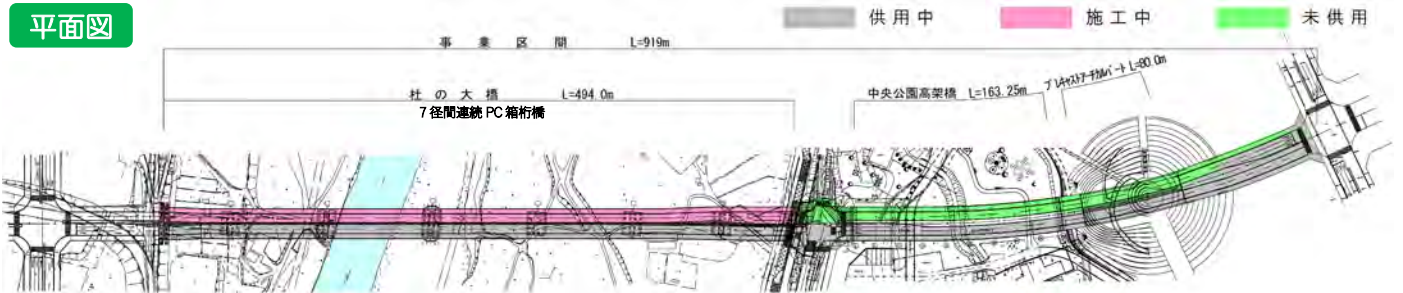 平面図
供用中
施工中
未供用
事業区間 L=919m
杜の大橋 L=494.0m
7径間連続PC箱桁橋
中央公園高架橋 L=163.25m
プレキャストアーチカルバート L=80.0m